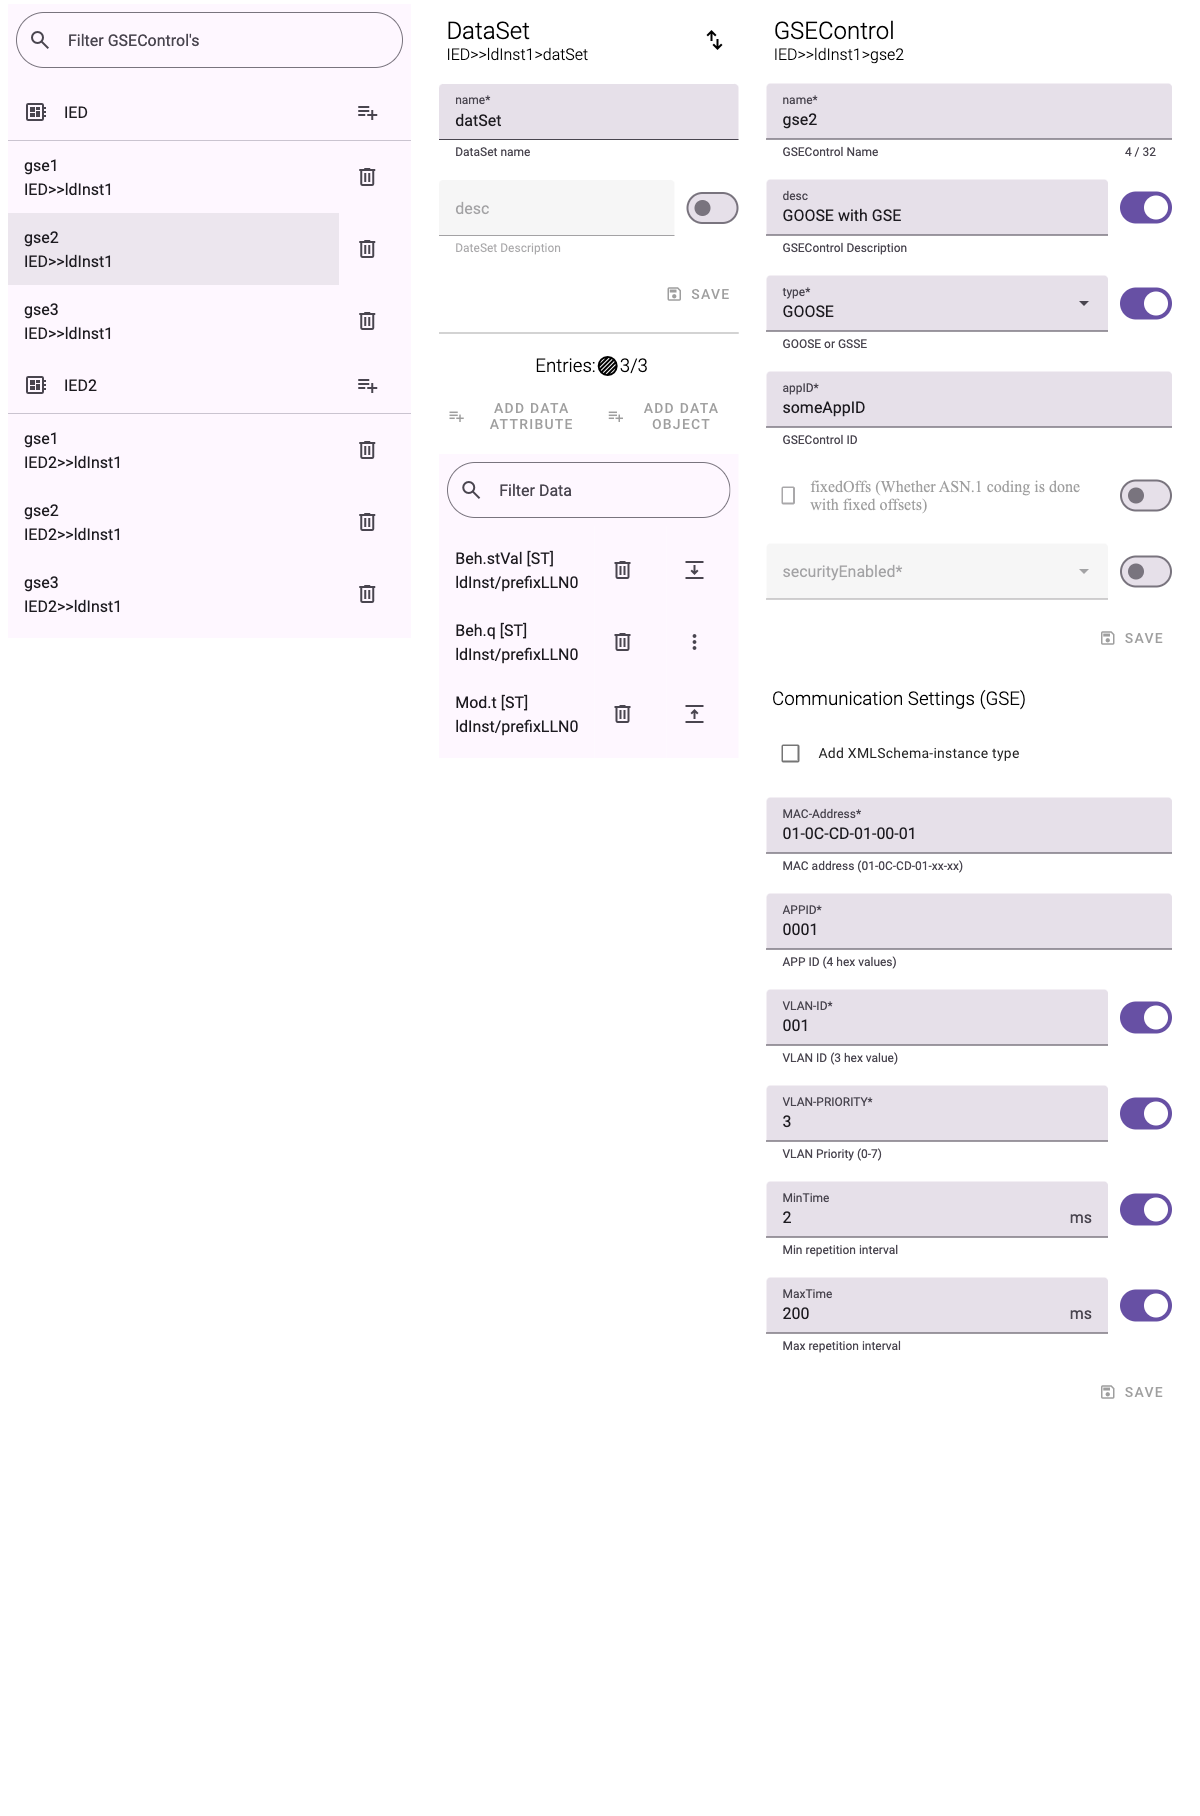 Filter GSEControl's
IED
gse1
IED>>ldInst1
gse2
IED>>ldInst1
gse3
IED>>ldInst1
IED2
gse1
IED2>>ldInst1
gse2
IED2>>ldInst1
gse3
IED2>>ldInst1
DataSet
IED>>ldInst1>datSet
name*
datSet
DataSet name
desc
DateSet Description
SAVE
Entries: 3/3
ADD DATA
ATTRIBUTE
ADD DATA
OBJECT
Filter Data
Beh.stVal [ST]
ldInst/prefixLLN0
Beh.q [ST]
ldInst/prefixLLN0
Mod.t [ST]
ldInst/prefixLLN0
GSEControl
IED>>ldInst1>gse2
name*
gse2
GSEControl Name
4 / 32
desc
GOOSE with GSE
GSEControl Description
type*
GOOSE
GOOSE or GSSE
appID*
someAppID
GSEControl ID
fixedOffs (Whether ASN.1 coding is done
with fixed offsets)
securityEnabled*
SAVE
Communication Settings (GSE)
Add XMLSchema-instance type
MAC-Address*
01-0C-CD-01-00-01
MAC address (01-0C-CD-01-xx-xx)
APPID*
0001
APP ID (4 hex values)
VLAN-ID*
001
VLAN ID (3 hex value)
VLAN-PRIORITY*
3
VLAN Priority (0-7)
MinTime
2
ms
Min repetition interval
MaxTime
200
ms
Max repetition interval
SAVE